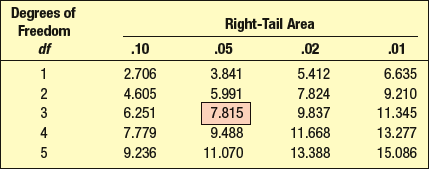 Degrees of
Freedom
df
Right-Tail Area
.10 .05 .02 .01
1 2.706 3.841 5.412 6.635
2 4.605 5.991 7.824 9.210
3 6.251 7.815 9.837 11.345
4 7.779 9.488 11.668 13.277
5 9.236 11.070 13.388 15.086